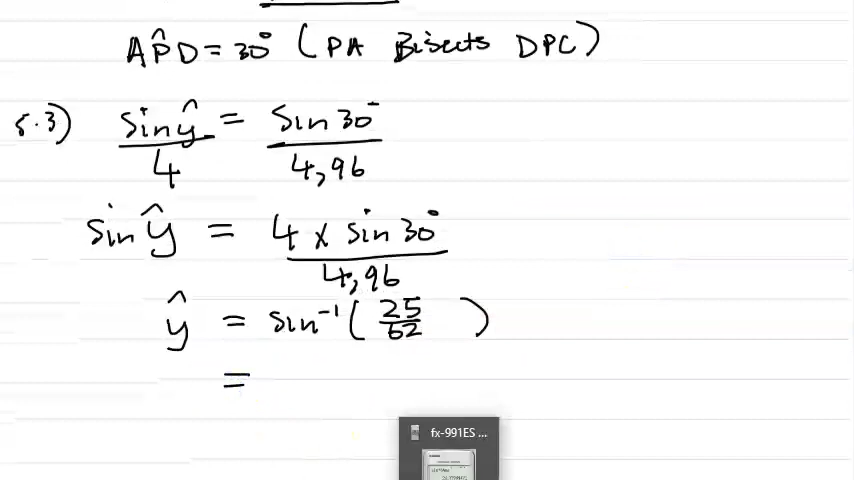 AP̂D = 30° (PA Bisects DPC)
5.3) sin ŷ / 4 = sin 30° / 4,96
sin ŷ = 4 x sin 30° / 4,96
ŷ = sin⁻¹ ( 25/62 )
=
fx-991ES ...